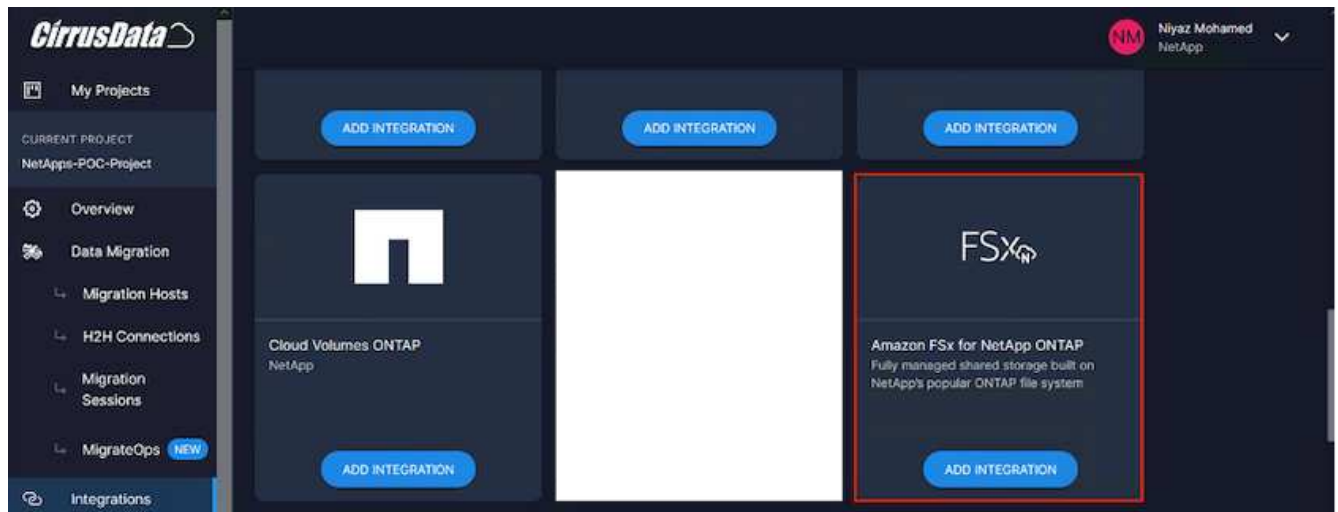 CirrusData
NM
Niyaz Mohamed
NetApp
My Projects
CURRENT PROJECT
NetApps-POC-Project
Overview
Data Migration
Migration Hosts
H2H Connections
Migration
Sessions
MigrateOps NEW
Integrations
ADD INTEGRATION
ADD INTEGRATION
ADD INTEGRATION
Cloud Volumes ONTAP
NetApp
ADD INTEGRATION
FSxN
Amazon FSx for NetApp ONTAP
Fully managed shared storage built on
NetApp's popular ONTAP file system
ADD INTEGRATION